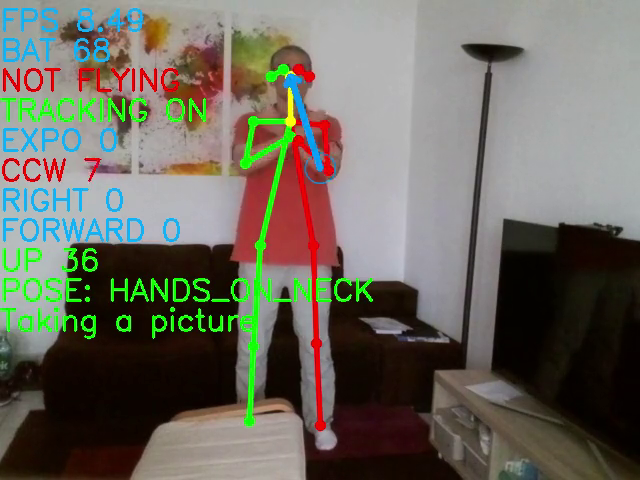 FPS 8.49
BAT 68
NOT FLYING
TRACKING ON
EXPO 0
CCW 7
RIGHT 0
FORWARD 0
UP 36
POSE: HANDS_ON_NECK
Taking a picture